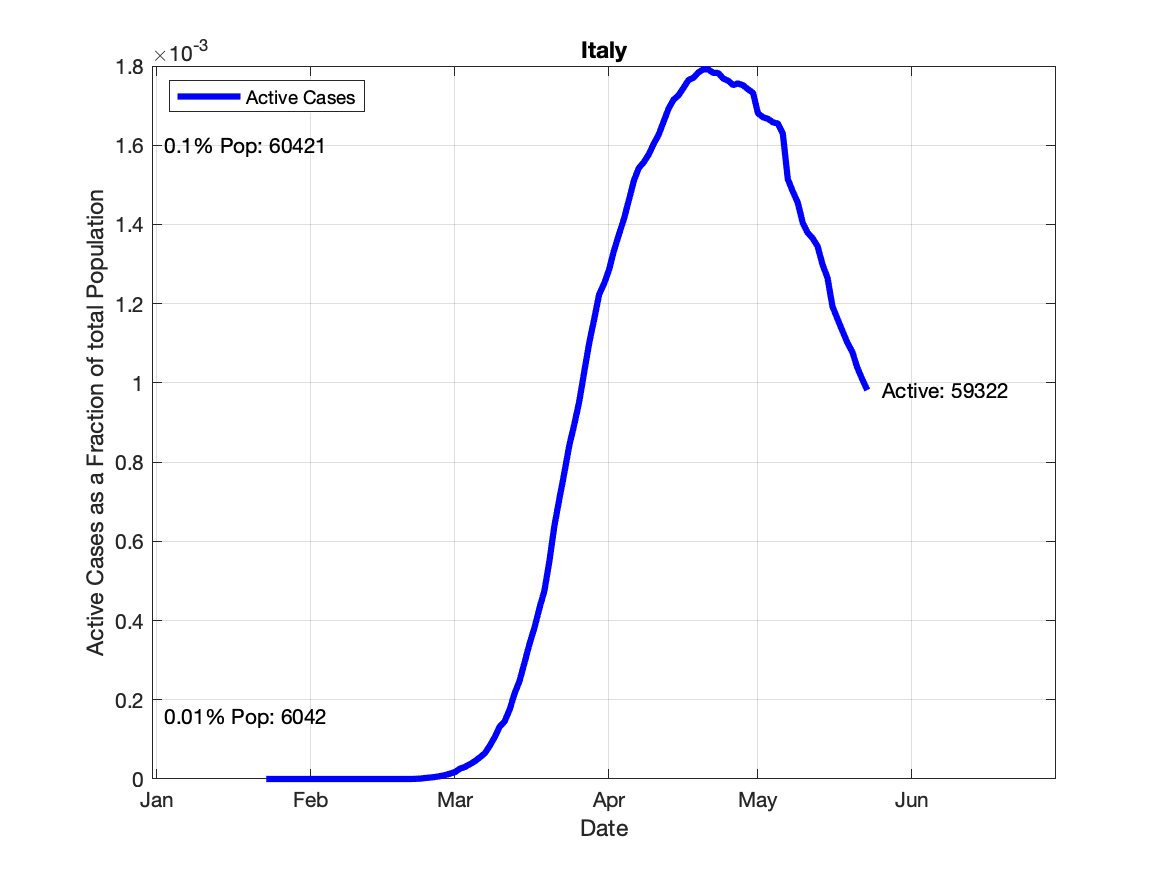 Italy
×10-3
1.8
1.6
1.4
1.2
1
0.8
0.6
0.4
0.2
0
Active Cases as a Fraction of total Population
Active Cases
0.1% Pop: 60421
Active: 59322
0.01% Pop: 6042
Jan Feb Mar Apr May Jun
Date